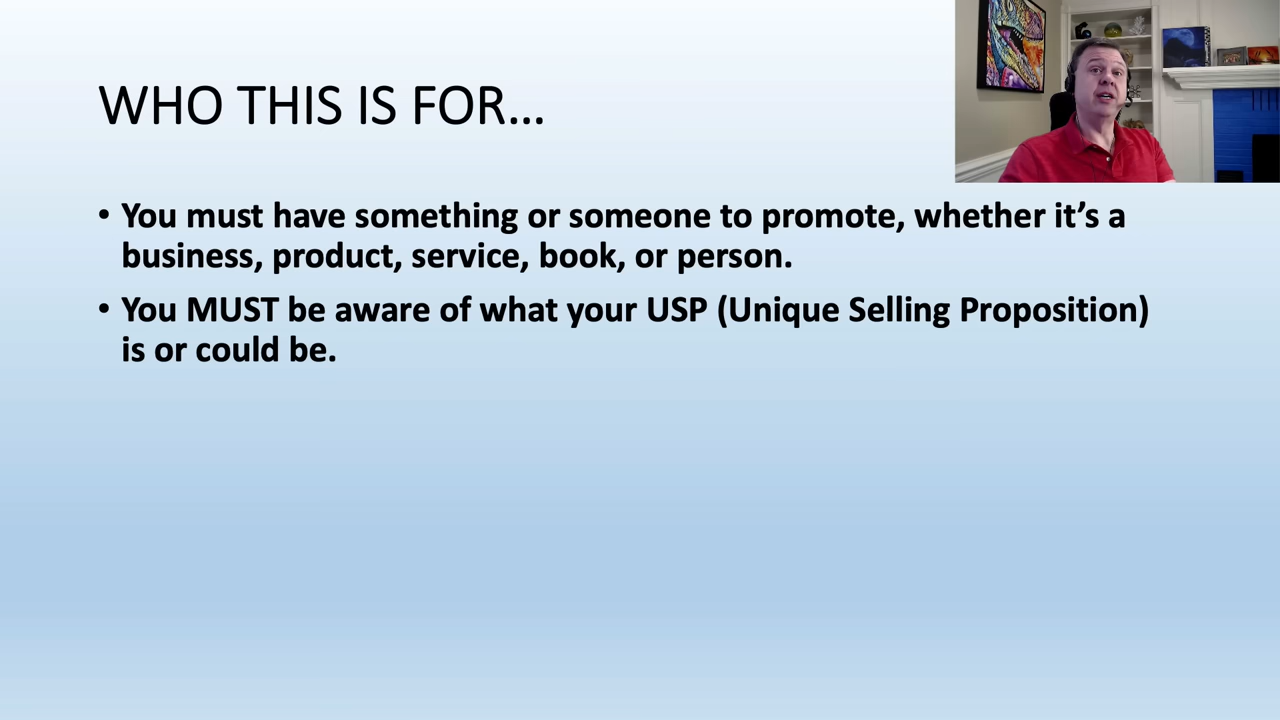 WHO THIS IS FOR…
• You must have something or someone to promote, whether it’s a
business, product, service, book, or person.
• You MUST be aware of what your USP (Unique Selling Proposition)
is or could be.